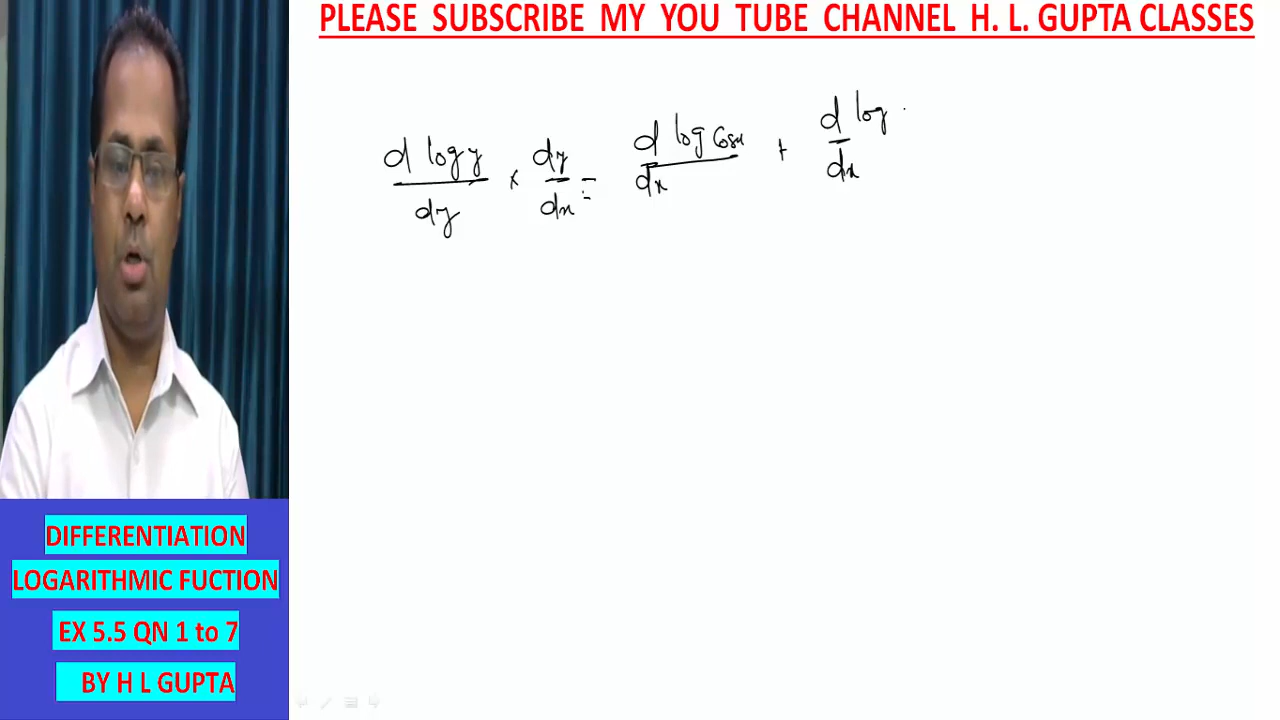 PLEASE SUBSCRIBE MY YOU TUBE CHANNEL H. L. GUPTA CLASSES
d log y / dy × dy / dx = d log Cosx / dx + d log / dx
DIFFERENTIATION
LOGARITHMIC FUCTION
EX 5.5 QN 1 to 7
BY H L GUPTA